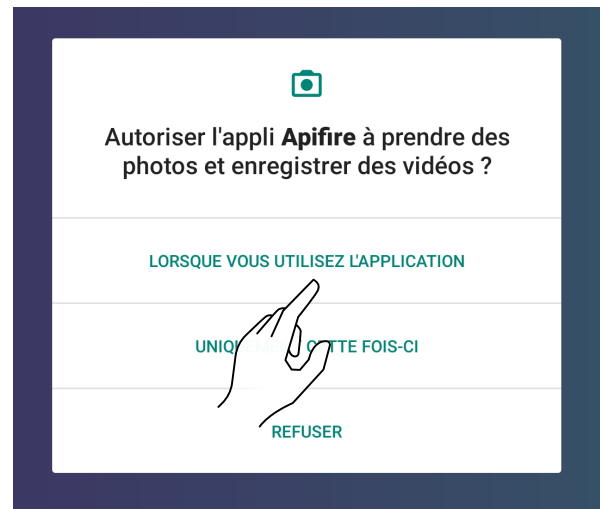 Autoriser l'appli Apifire à prendre des
photos et enregistrer des vidéos ?
LORSQUE VOUS UTILISEZ L'APPLICATION
FOIS-CI
REFUSER